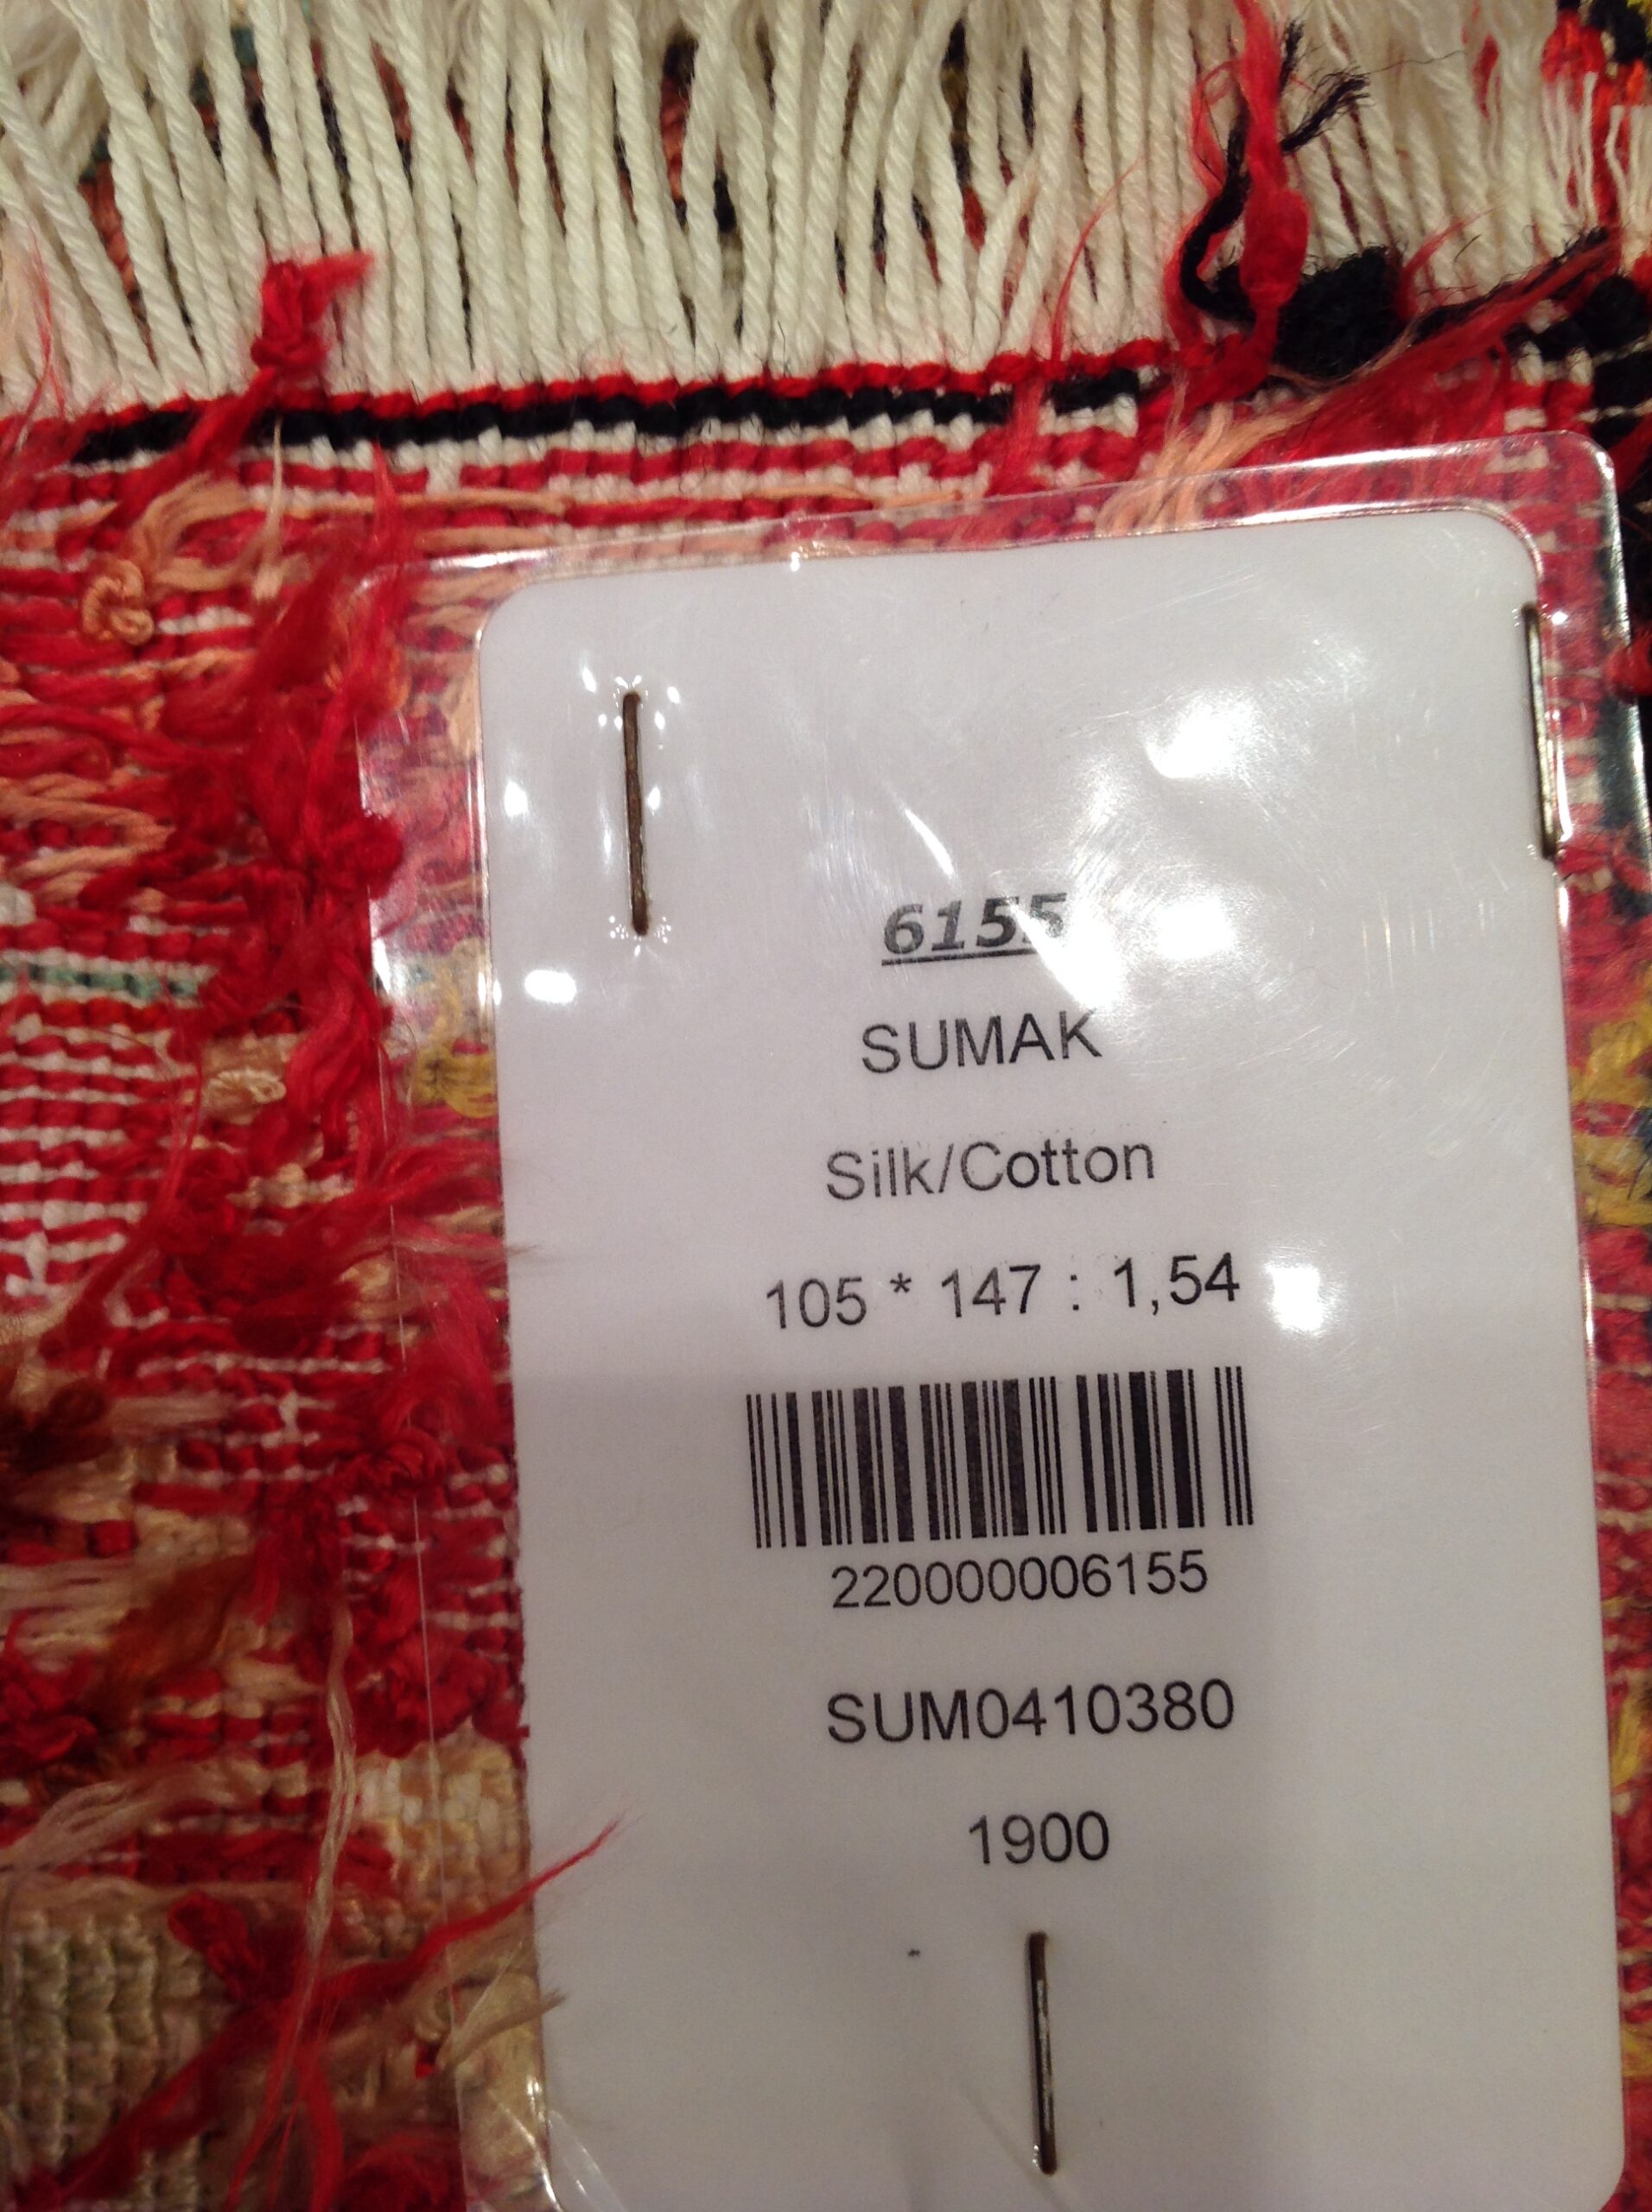 6155
SUMAK
Silk/Cotton
105 * 147 : 1,54
220000006155
SUM0410380
1900